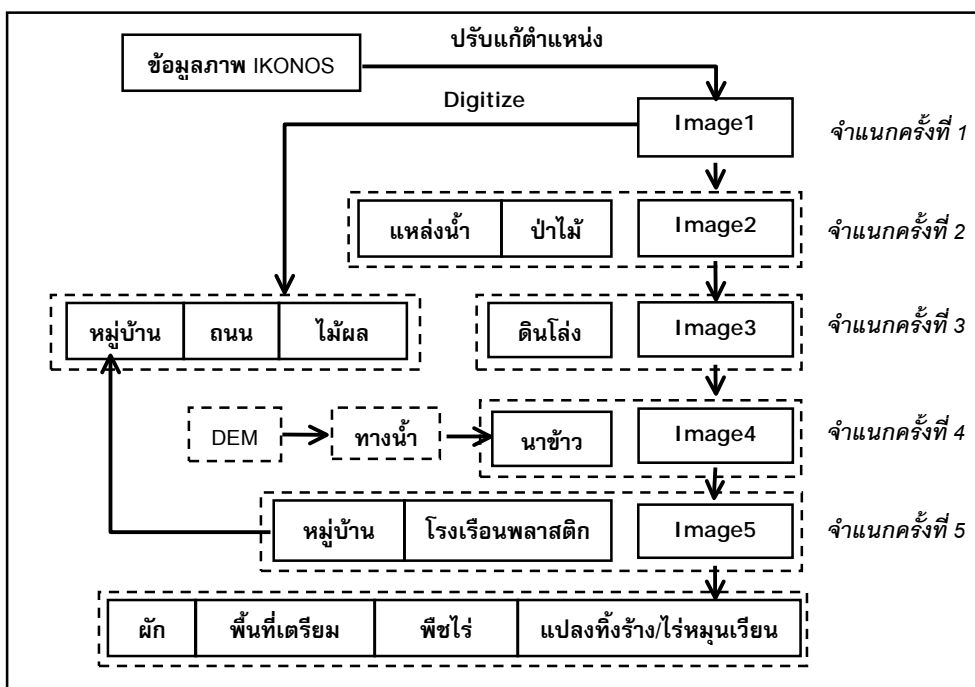 ปรับแก้ตำแหน่ง
ข้อมูลภาพ IKONOS
Digitize
Image1
จำแนกครั้งที่ 1
แหล่งน้ำ ป่าไม้ Image2
จำแนกครั้งที่ 2
หมู่บ้าน ถนน ไม้ผล
ดินโล่ง Image3
จำแนกครั้งที่ 3
DEM ทางน้ำ นาข้าว Image4
จำแนกครั้งที่ 4
หมู่บ้าน โรงเรือนพลาสติก Image5
จำแนกครั้งที่ 5
ผัก พื้นที่เตรียม พืชไร่ แปลงทิ้งร้าง/ไร่หมุนเวียน